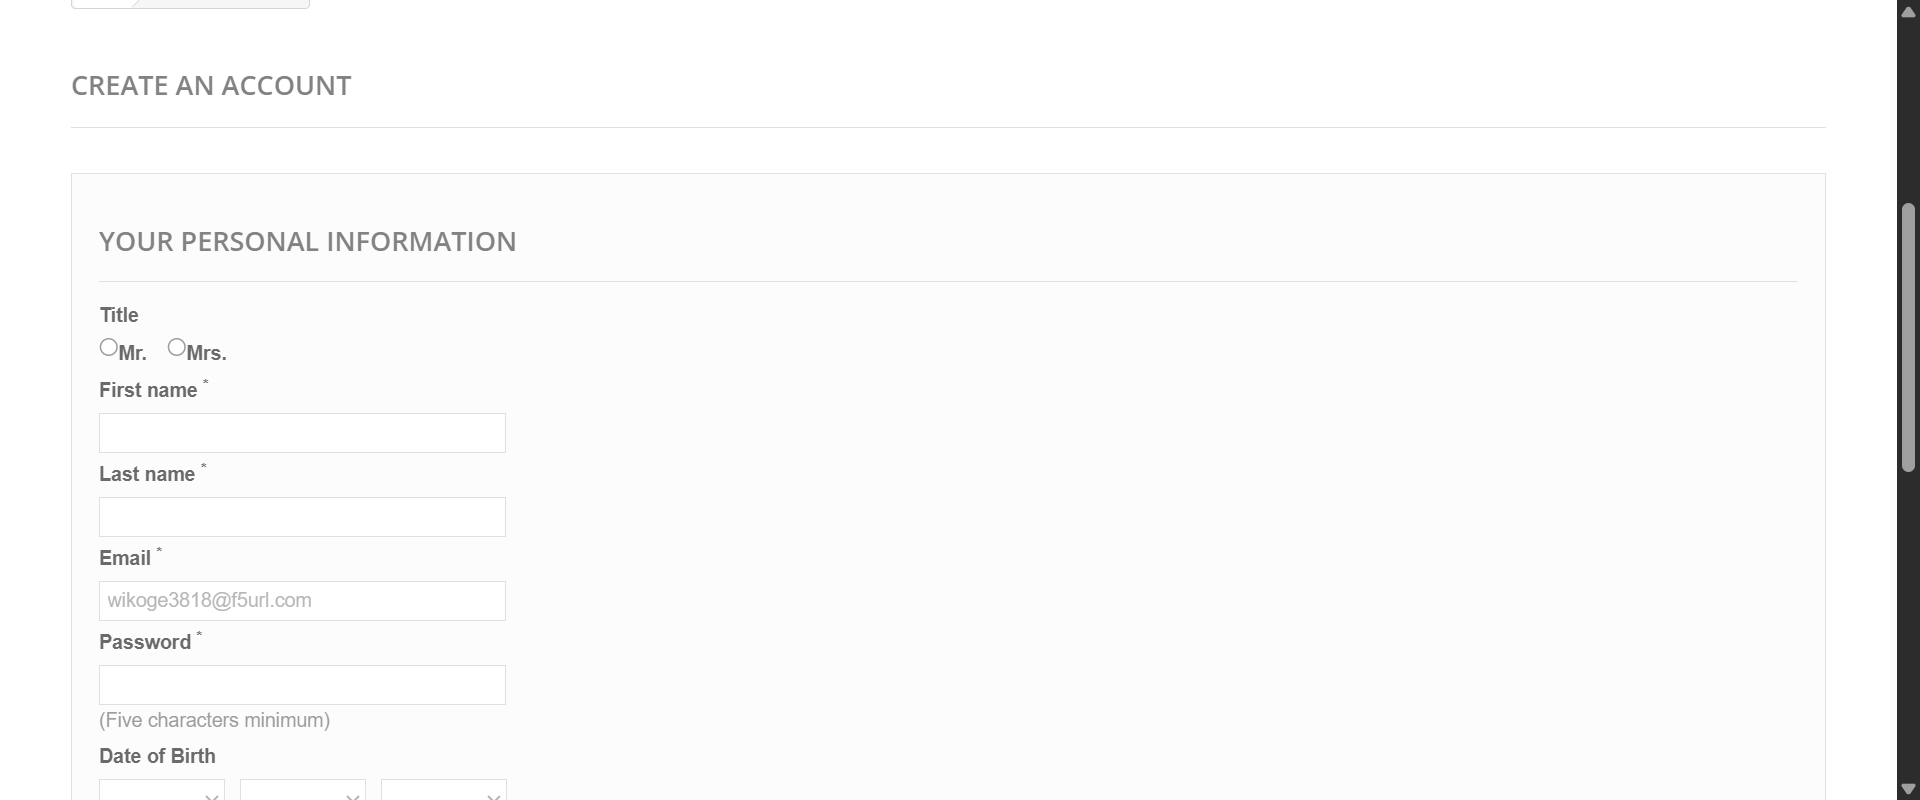 CREATE AN ACCOUNT
YOUR PERSONAL INFORMATION
Title
Mr. Mrs.
First name *
Last name *
Email *
wikoge3818@f5url.com
Password *
(Five characters minimum)
Date of Birth